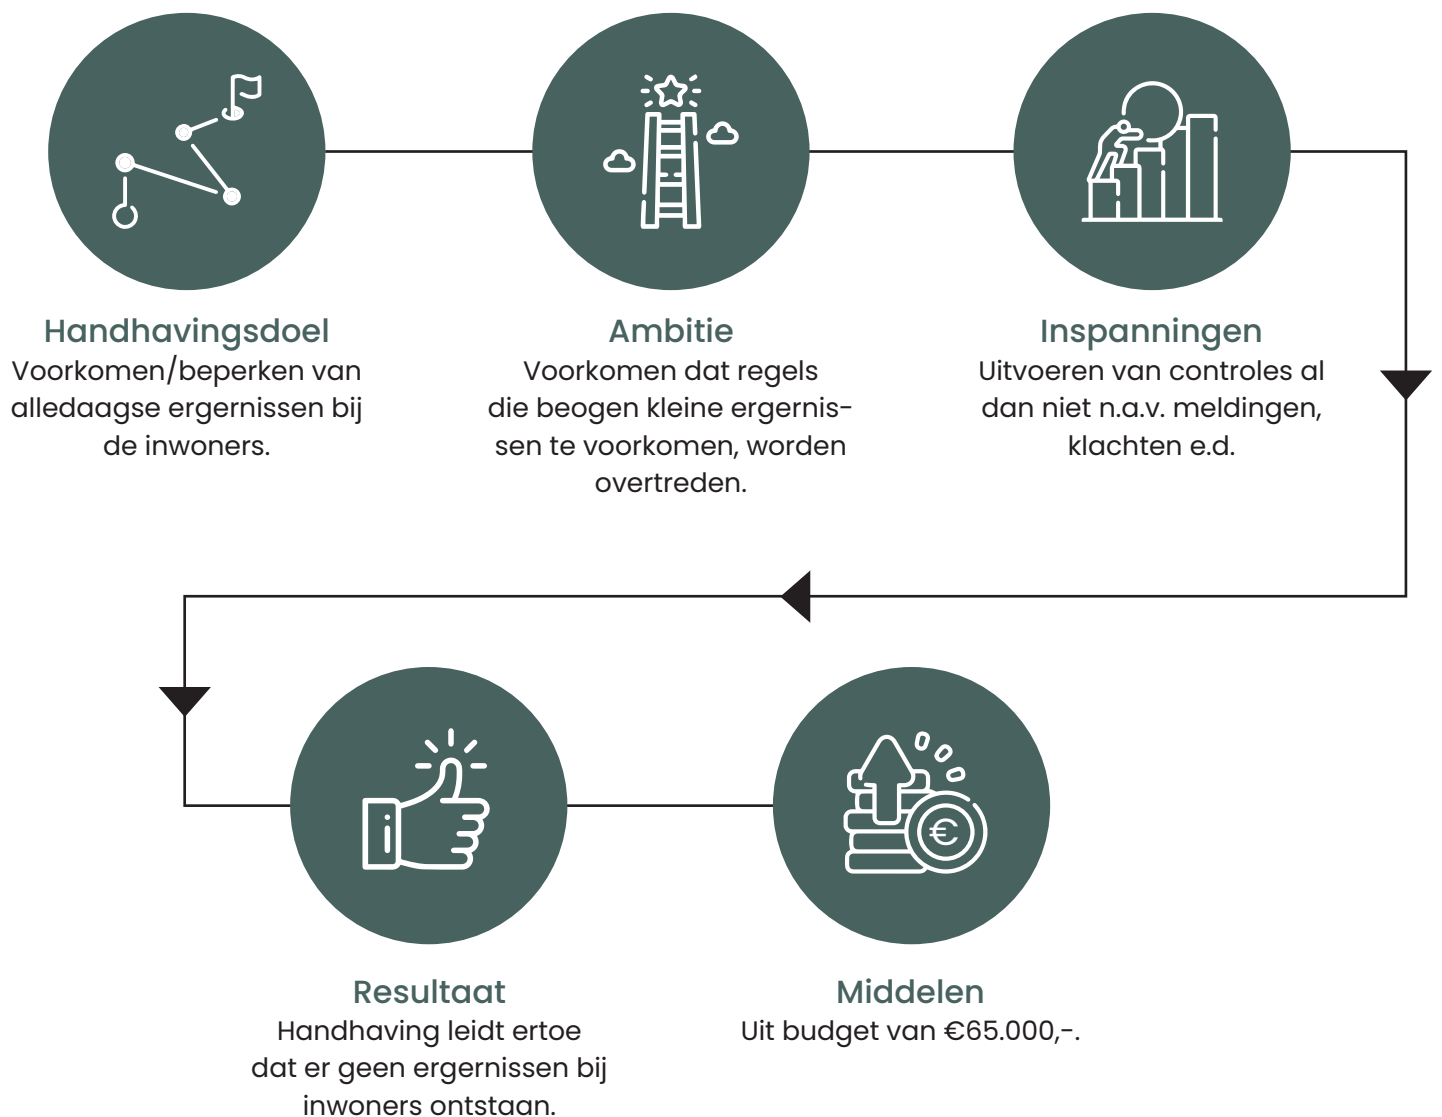 Handhavingsdoel
Voorkomen/beperken van
alledaagse ergernissen bij
de inwoners.
Ambitie
Voorkomen dat regels
die beogen kleine ergernis-
sen te voorkomen, worden
overtreden.
Inspanningen
Uitvoeren van controles al
dan niet n.a.v. meldingen,
klachten e.d.
Resultaat
Handhaving leidt ertoe
dat er geen ergernissen bij
inwoners ontstaan.
Middelen
Uit budget van €65.000,-.